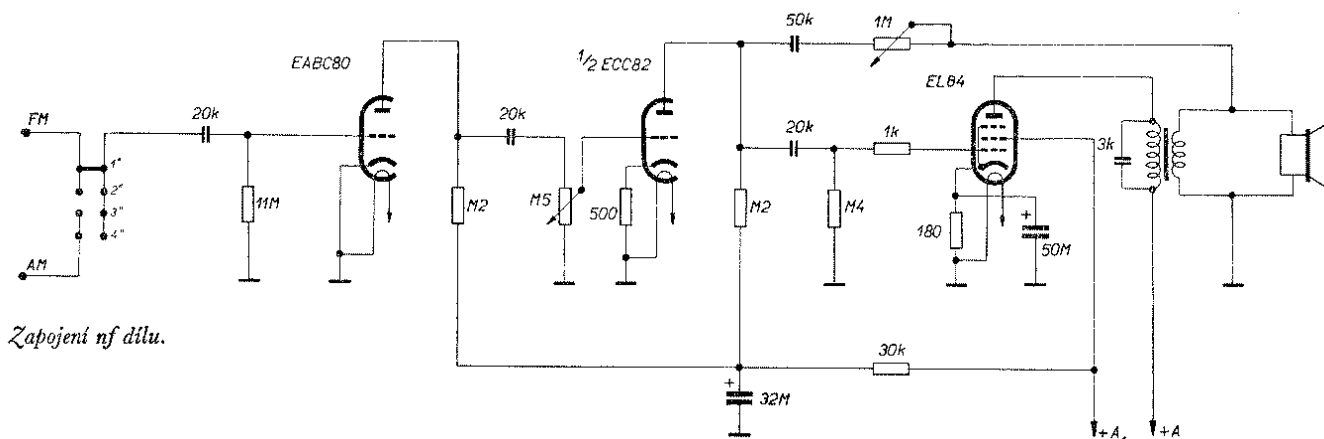 50k
1M
EABC80
1/2 ECC82
EL84
FM
20k
20k
20k
1k
3k
1"
2"
3"
4"
11M
M2
M5
500
M2
M4
180
+
50M
AM
Zapojení nf dílu.
30k
+
32M
+A,
+A